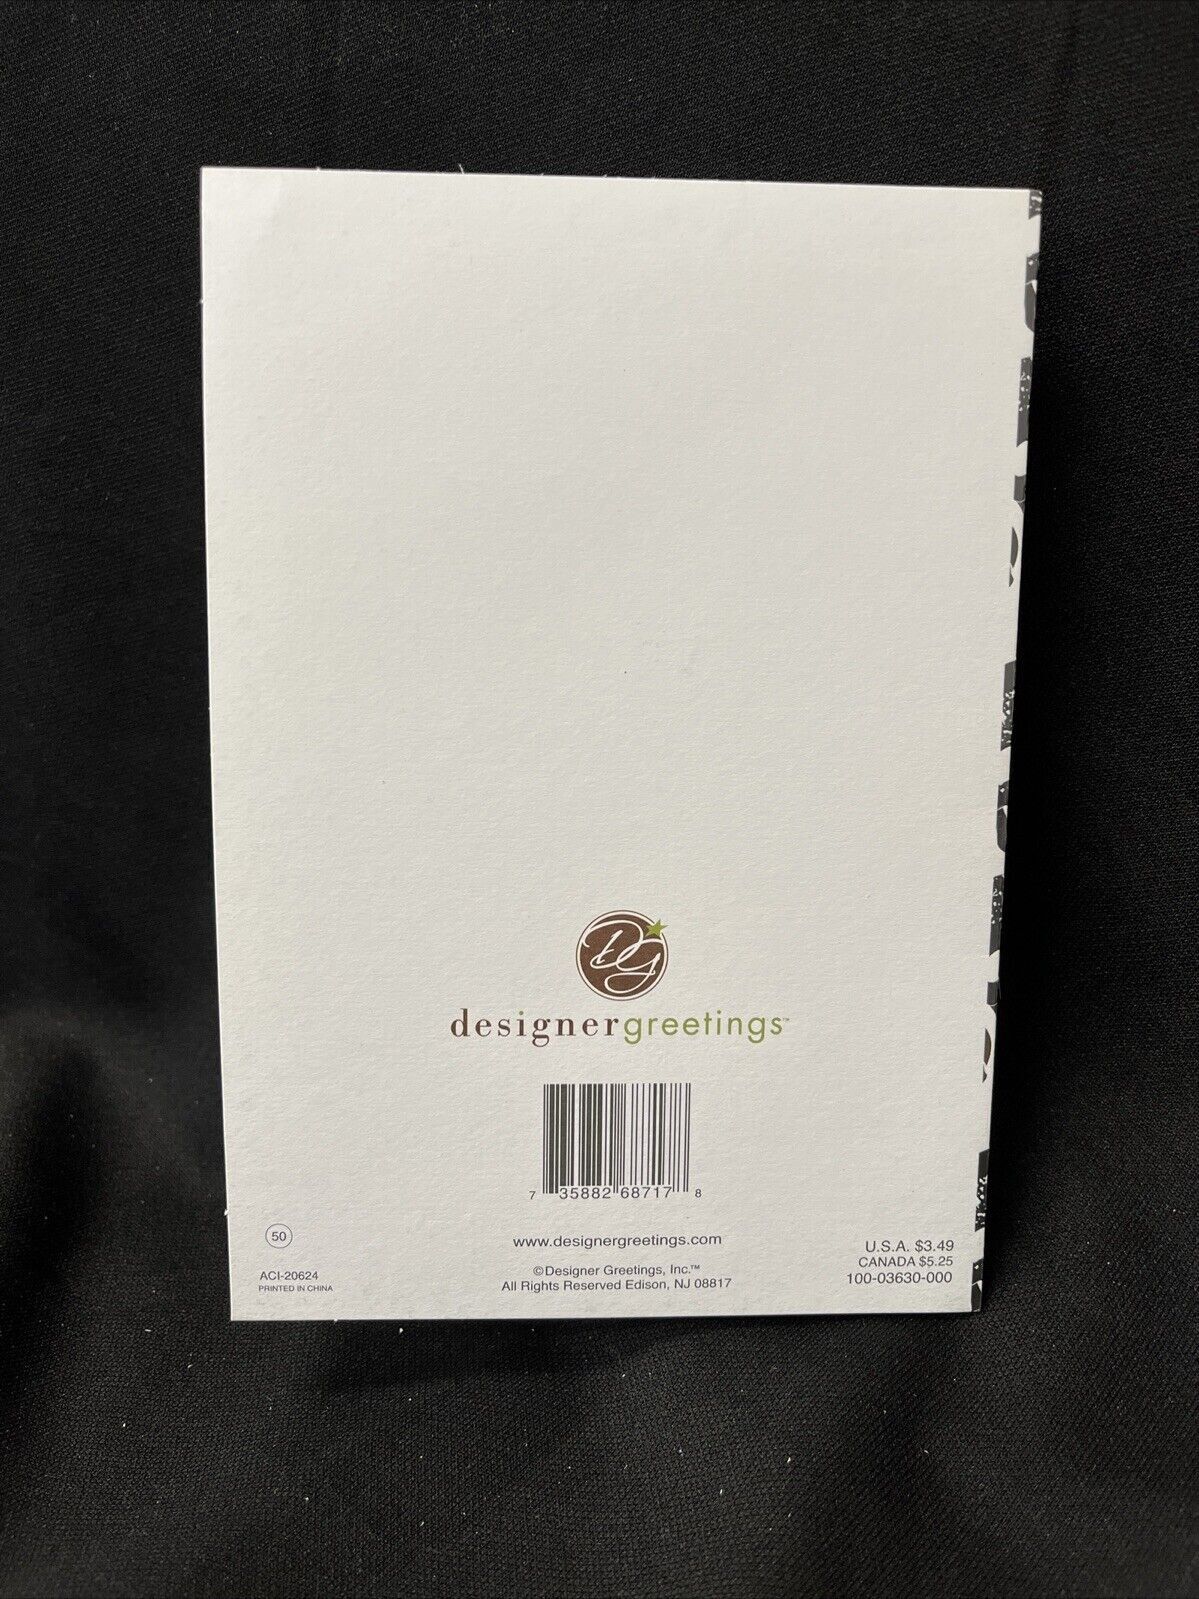 DG
designergreetings™
7 35882 68717 8
50
www.designergreetings.com
U.S.A. $3.49
CANADA $5.25
100-03630-000
ACI-20624
PRINTED IN CHINA
©Designer Greetings, Inc.™
All Rights Reserved Edison, NJ 08817